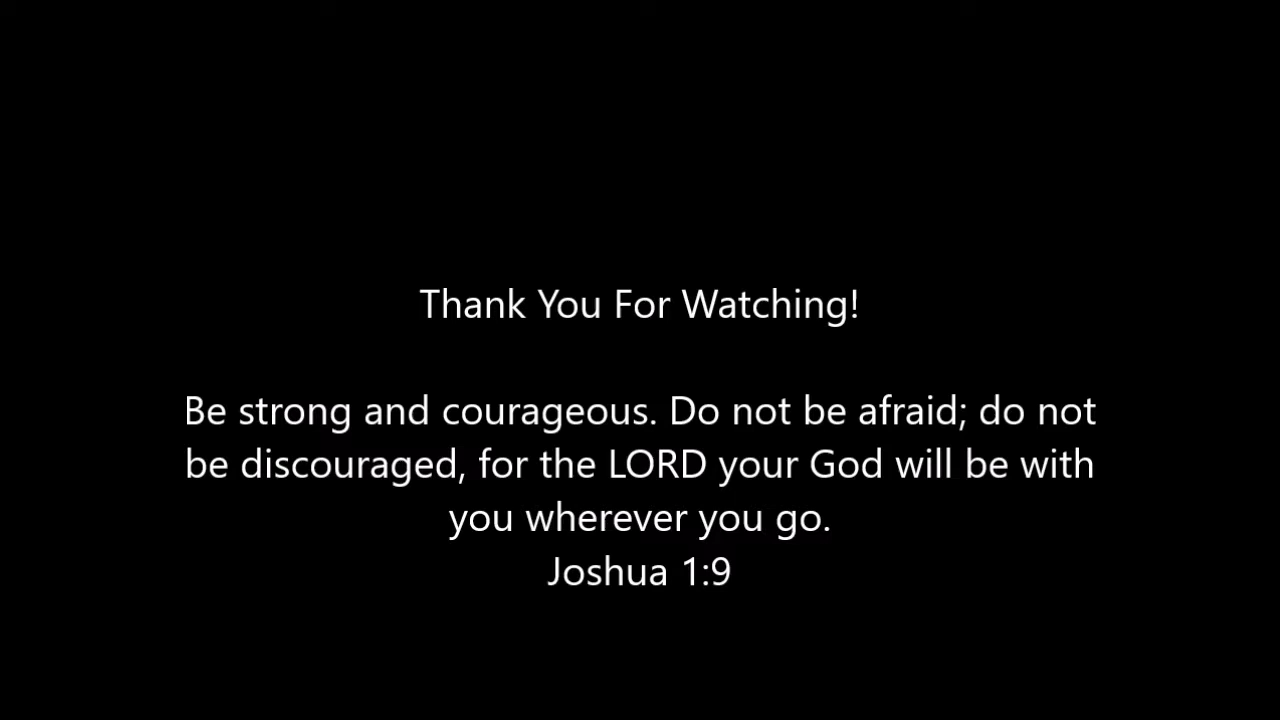 Thank You For Watching!
Be strong and courageous. Do not be afraid; do not
be discouraged, for the LORD your God will be with
you wherever you go.
Joshua 1:9